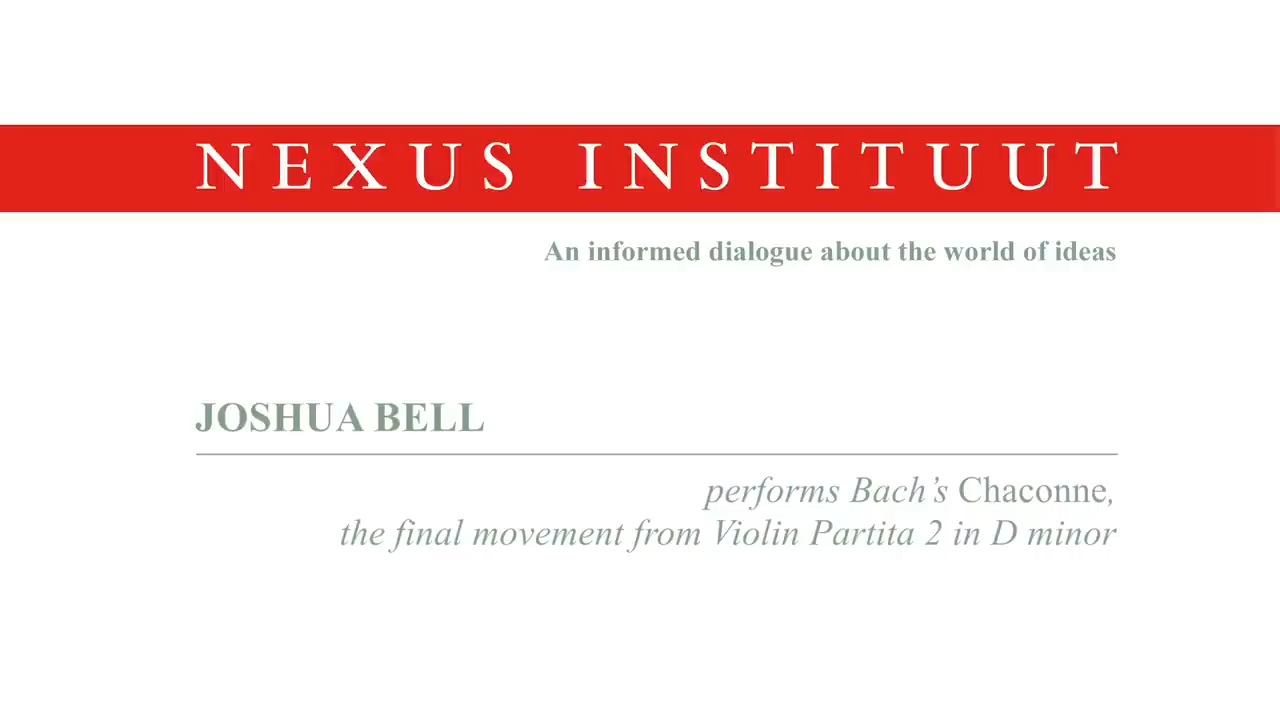 NEXUS INSTITUUT
An informed dialogue about the world of ideas
JOSHUA BELL
performs Bach’s Chaconne,
the final movement from Violin Partita 2 in D minor